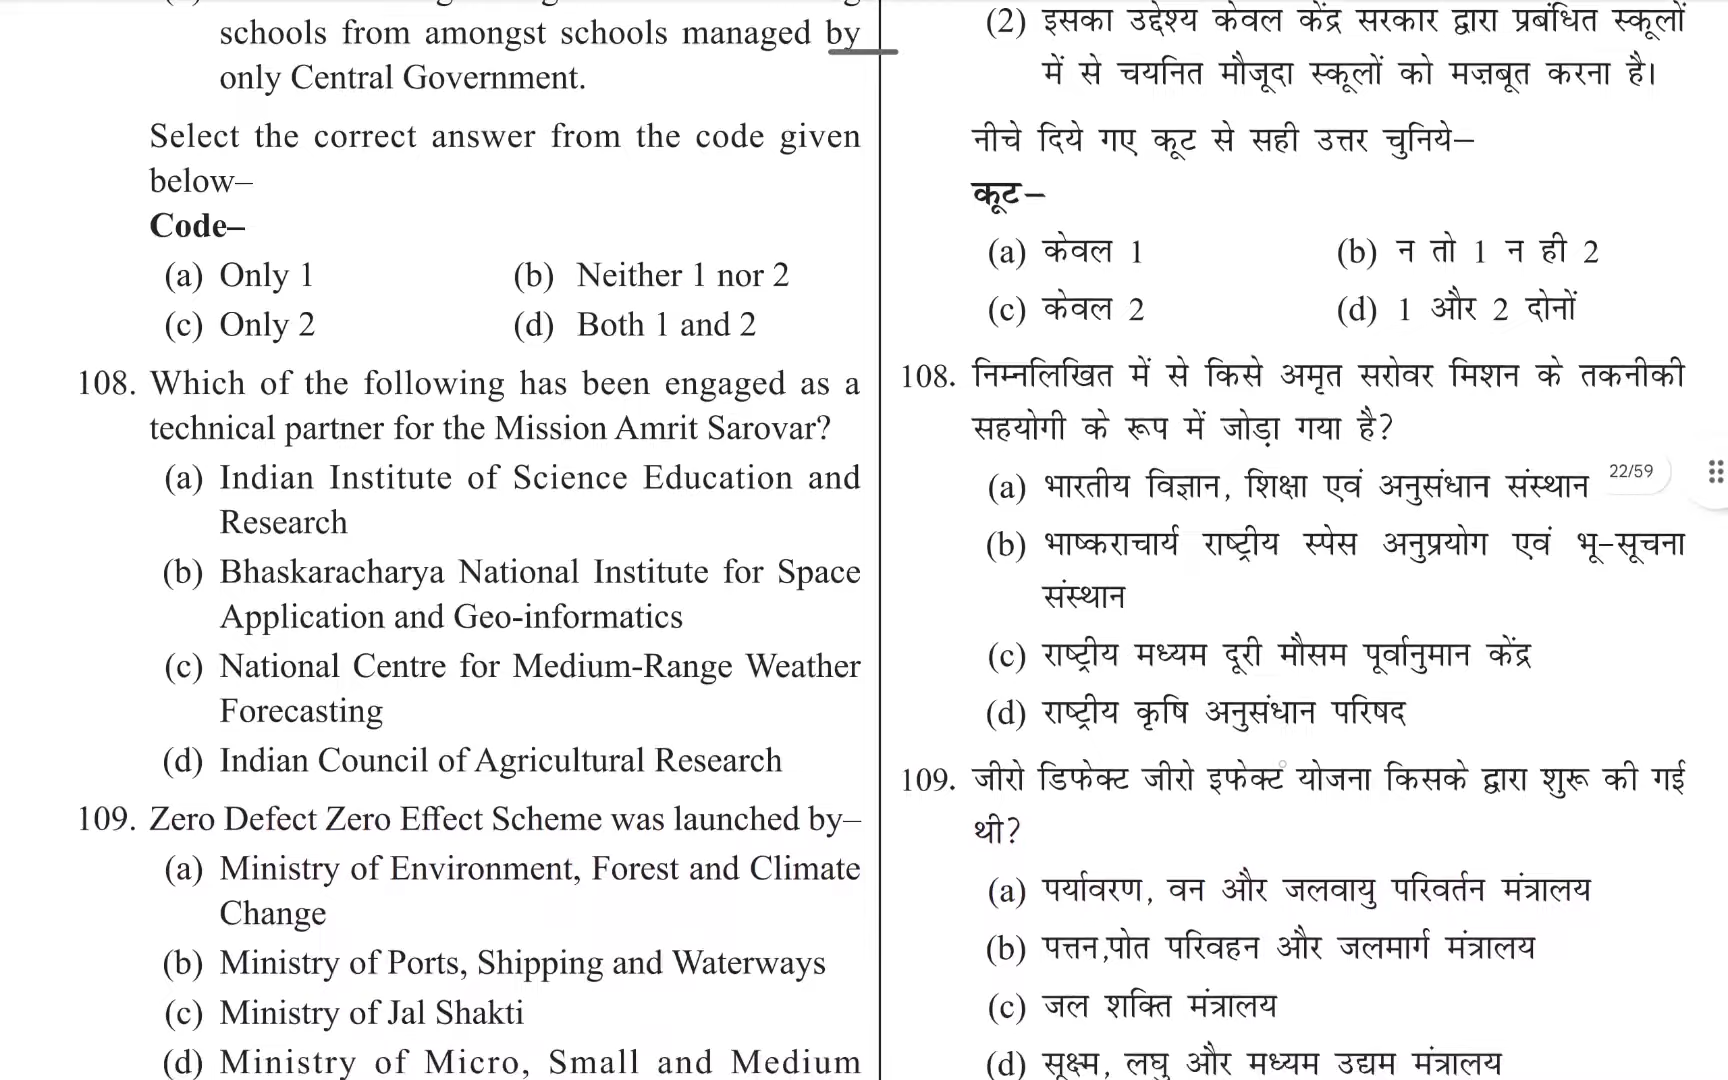 schools from amongst schools managed by
only Central Government.
Select the correct answer from the code given
below–
Code–
(a) Only 1
(b) Neither 1 nor 2
(c) Only 2
(d) Both 1 and 2
108. Which of the following has been engaged as a
technical partner for the Mission Amrit Sarovar?
(a) Indian Institute of Science Education and
Research
(b) Bhaskaracharya National Institute for Space
Application and Geo-informatics
(c) National Centre for Medium-Range Weather
Forecasting
(d) Indian Council of Agricultural Research
109. Zero Defect Zero Effect Scheme was launched by–
(a) Ministry of Environment, Forest and Climate
Change
(b) Ministry of Ports, Shipping and Waterways
(c) Ministry of Jal Shakti
(d) Ministry of Micro, Small and Medium
(2) इसका उद्देश्य केवल केंद्र सरकार द्वारा प्रबंधित स्कूलों
में से चयनित मौजूदा स्कूलों को मज़बूत करना है।
नीचे दिये गए कूट से सही उत्तर चुनिये–
कूट–
(a) केवल 1
(b) न तो 1 न ही 2
(c) केवल 2
(d) 1 और 2 दोनों
108. निम्नलिखित में से किसे अमृत सरोवर मिशन के तकनीकी
सहयोगी के रूप में जोड़ा गया है?
(a) भारतीय विज्ञान, शिक्षा एवं अनुसंधान संस्थान
(b) भाष्कराचार्य राष्ट्रीय स्पेस अनुप्रयोग एवं भू-सूचना
संस्थान
(c) राष्ट्रीय मध्यम दूरी मौसम पूर्वानुमान केंद्र
(d) राष्ट्रीय कृषि अनुसंधान परिषद
109. जीरो डिफेक्ट जीरो इफेक्ट योजना किसके द्वारा शुरू की गई
थी?
(a) पर्यावरण, वन और जलवायु परिवर्तन मंत्रालय
(b) पत्तन,पोत परिवहन और जलमार्ग मंत्रालय
(c) जल शक्ति मंत्रालय
(d) सूक्ष्म, लघु और मध्यम उद्यम मंत्रालय
22/59